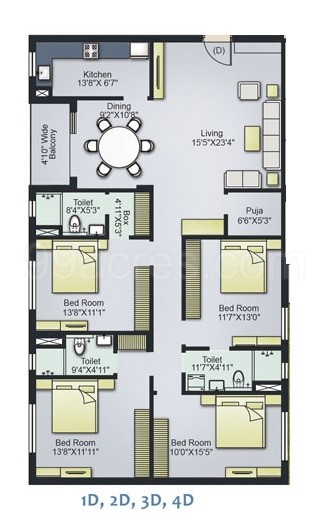 (D)
Kitchen
13'8"X 6'7"
Dining
9'2"X10'8"
4'10" Wide
Balcony
Living
15'5"X23'4"
Toilet
8'4"X5'3"
Box
4'11"X5'3"
Puja
6'6"X5'3"
99acres.com
Bed Room
13'8"X11'1"
Bed Room
11'7"X13'0"
Toilet
9'4"X4'11"
Toilet
11'7"X4'11"
Bed Room
13'8"X11'11"
Bed Room
10'0"X15'5"
1D, 2D, 3D, 4D